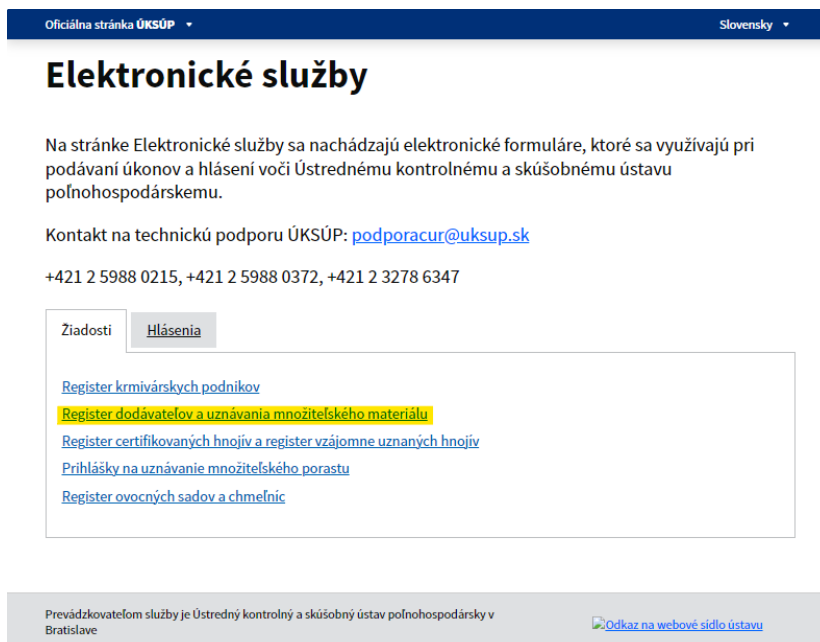 Oficiálna stránka ÚKSÚP
Slovensky
Elektronické služby
Na stránke Elektronické služby sa nachádzajú elektronické formuláre, ktoré sa využívajú pri
podávaní úkonov a hlásení voči Ústrednému kontrolnému a skúšobnému ústavu
poľnohospodárskemu.
Kontakt na technickú podporu ÚKSÚP: podporacur@uksup.sk
+421 2 5988 0215, +421 2 5988 0372, +421 2 3278 6347
Žiadosti
Hlásenia
Register krmivárskych podnikov
Register dodávateľov a uznávania množiteľského materiálu
Register certifikovaných hnojív a register vzájomne uznaných hnojív
Prihlášky na uznávanie množiteľského porastu
Register ovocných sadov a chmeľníc
Prevádzkovateľom služby je Ústredný kontrolný a skúšobný ústav poľnohospodársky v
Bratislave
Odkaz na webové sídlo ústavu